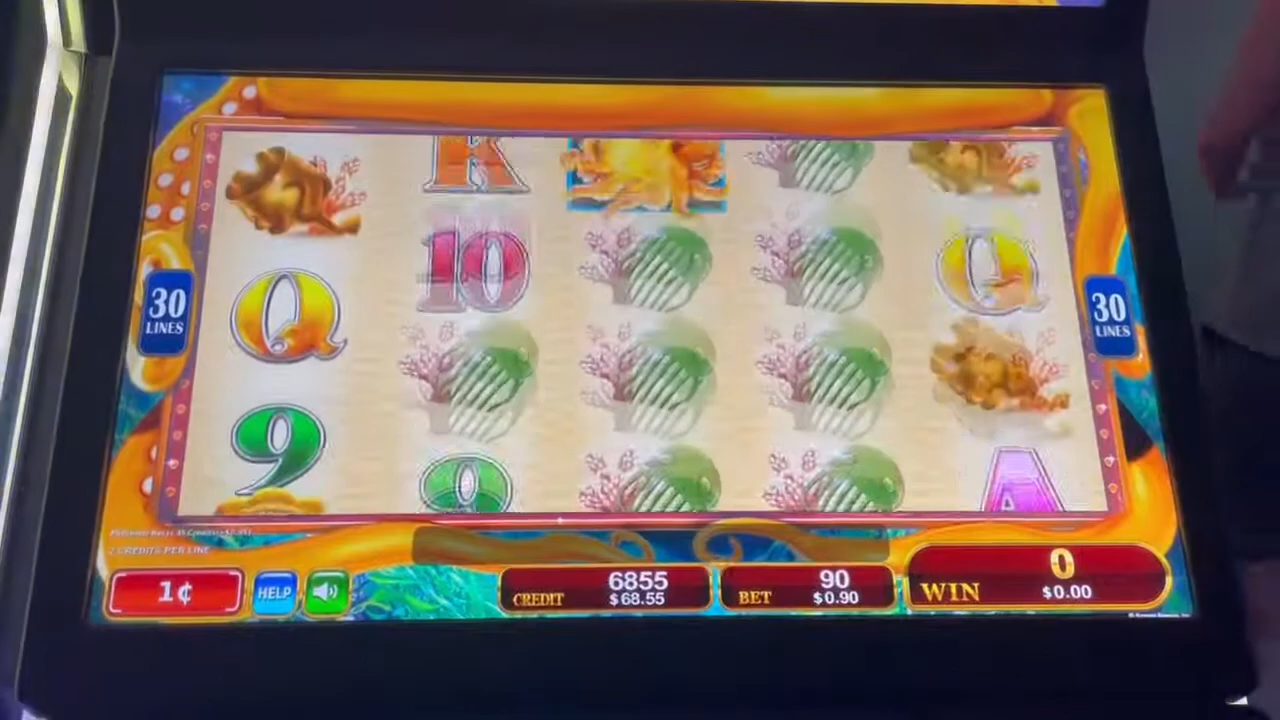 K
10
Q
Q
9
9
A
30
LINES
30
LINES
2 CREDITS PER LINE
1¢
HELP
6855
CREDIT
$68.55
90
BET
$0.90
0
WIN
$0.00